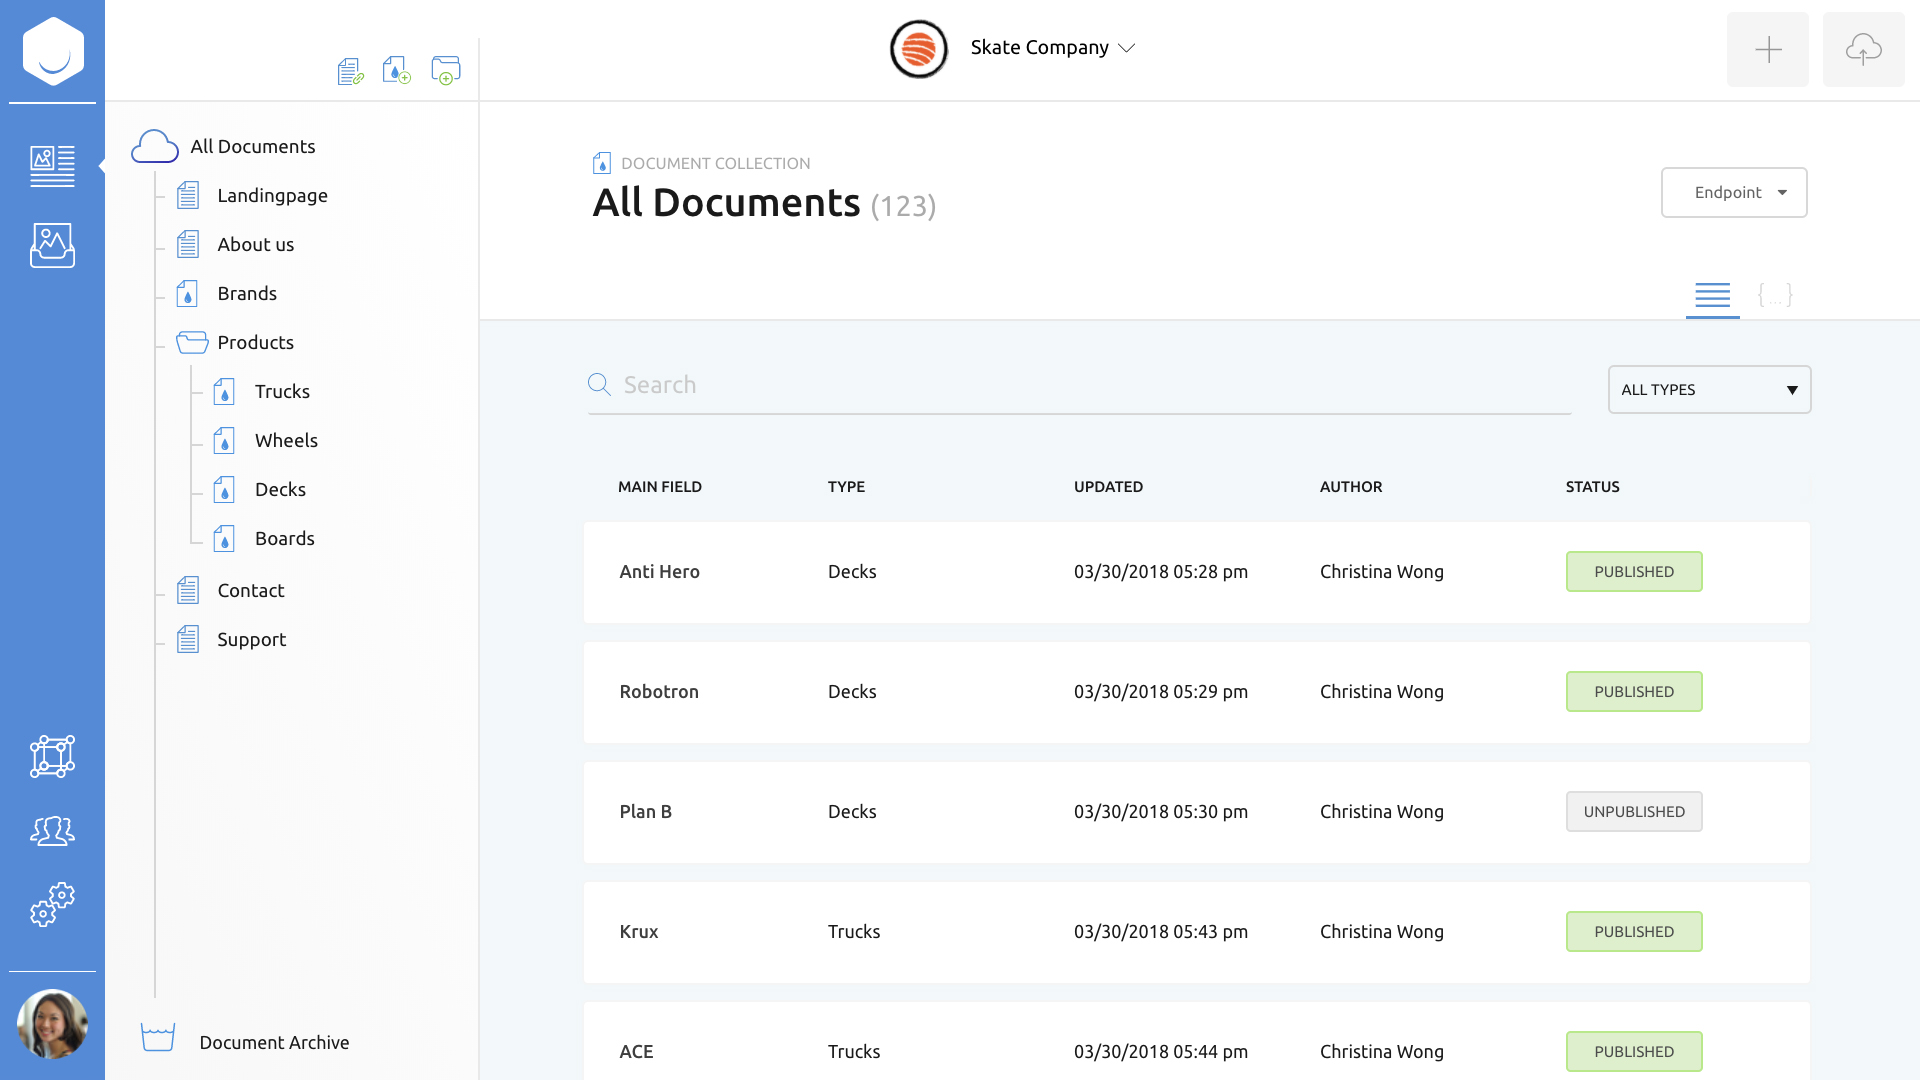 Skate Company
All Documents
Landingpage
About us
Brands
Products
Trucks
Wheels
Decks
Boards
Contact
Support
Document Archive
DOCUMENT COLLECTION
All Documents (123)
Endpoint
{...}
Search
ALL TYPES
MAIN FIELD TYPE UPDATED AUTHOR STATUS
Anti Hero Decks 03/30/2018 05:28 pm Christina Wong PUBLISHED
Robotron Decks 03/30/2018 05:29 pm Christina Wong PUBLISHED
Plan B Decks 03/30/2018 05:30 pm Christina Wong UNPUBLISHED
Krux Trucks 03/30/2018 05:43 pm Christina Wong PUBLISHED
ACE Trucks 03/30/2018 05:44 pm Christina Wong PUBLISHED